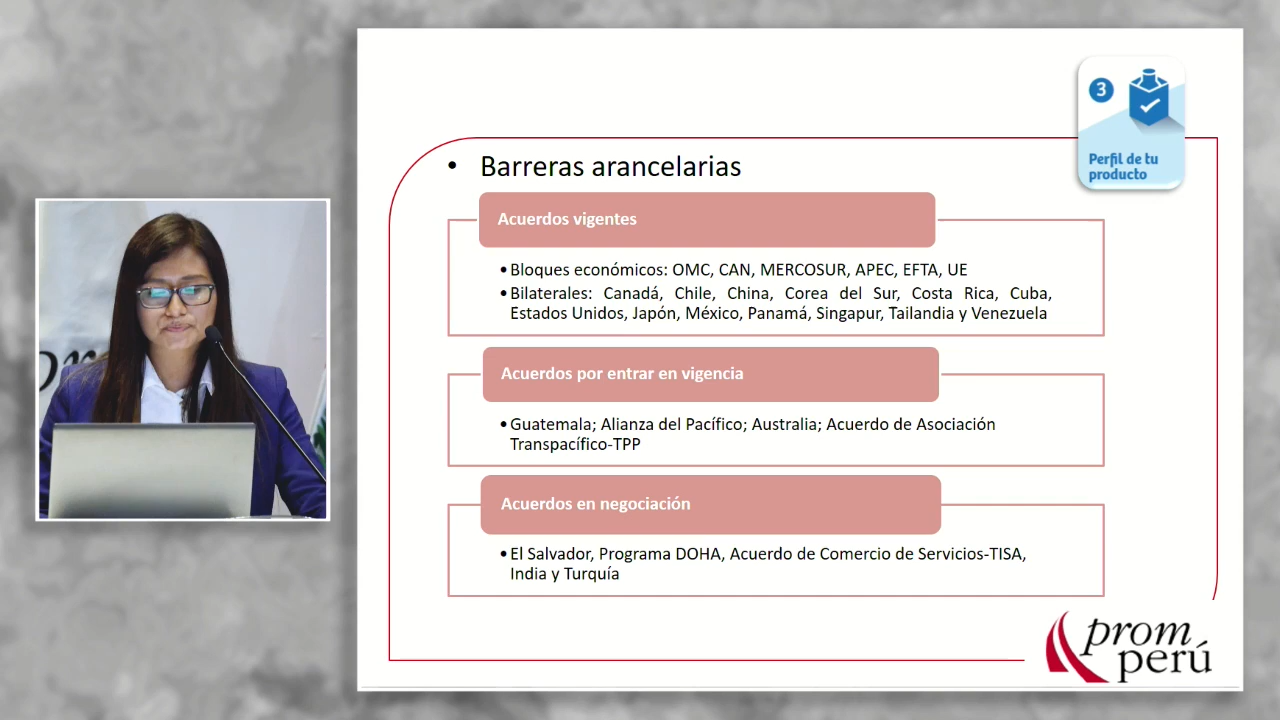 3
Perfil de tu
producto
• Barreras arancelarias
Acuerdos vigentes
•Bloques económicos: OMC, CAN, MERCOSUR, APEC, EFTA, UE
•Bilaterales: Canadá, Chile, China, Corea del Sur, Costa Rica, Cuba,
Estados Unidos, Japón, México, Panamá, Singapur, Tailandia y Venezuela
Acuerdos por entrar en vigencia
•Guatemala; Alianza del Pacífico; Australia; Acuerdo de Asociación
Transpacífico-TPP
Acuerdos en negociación
•El Salvador, Programa DOHA, Acuerdo de Comercio de Servicios-TISA,
India y Turquía
prom
perú